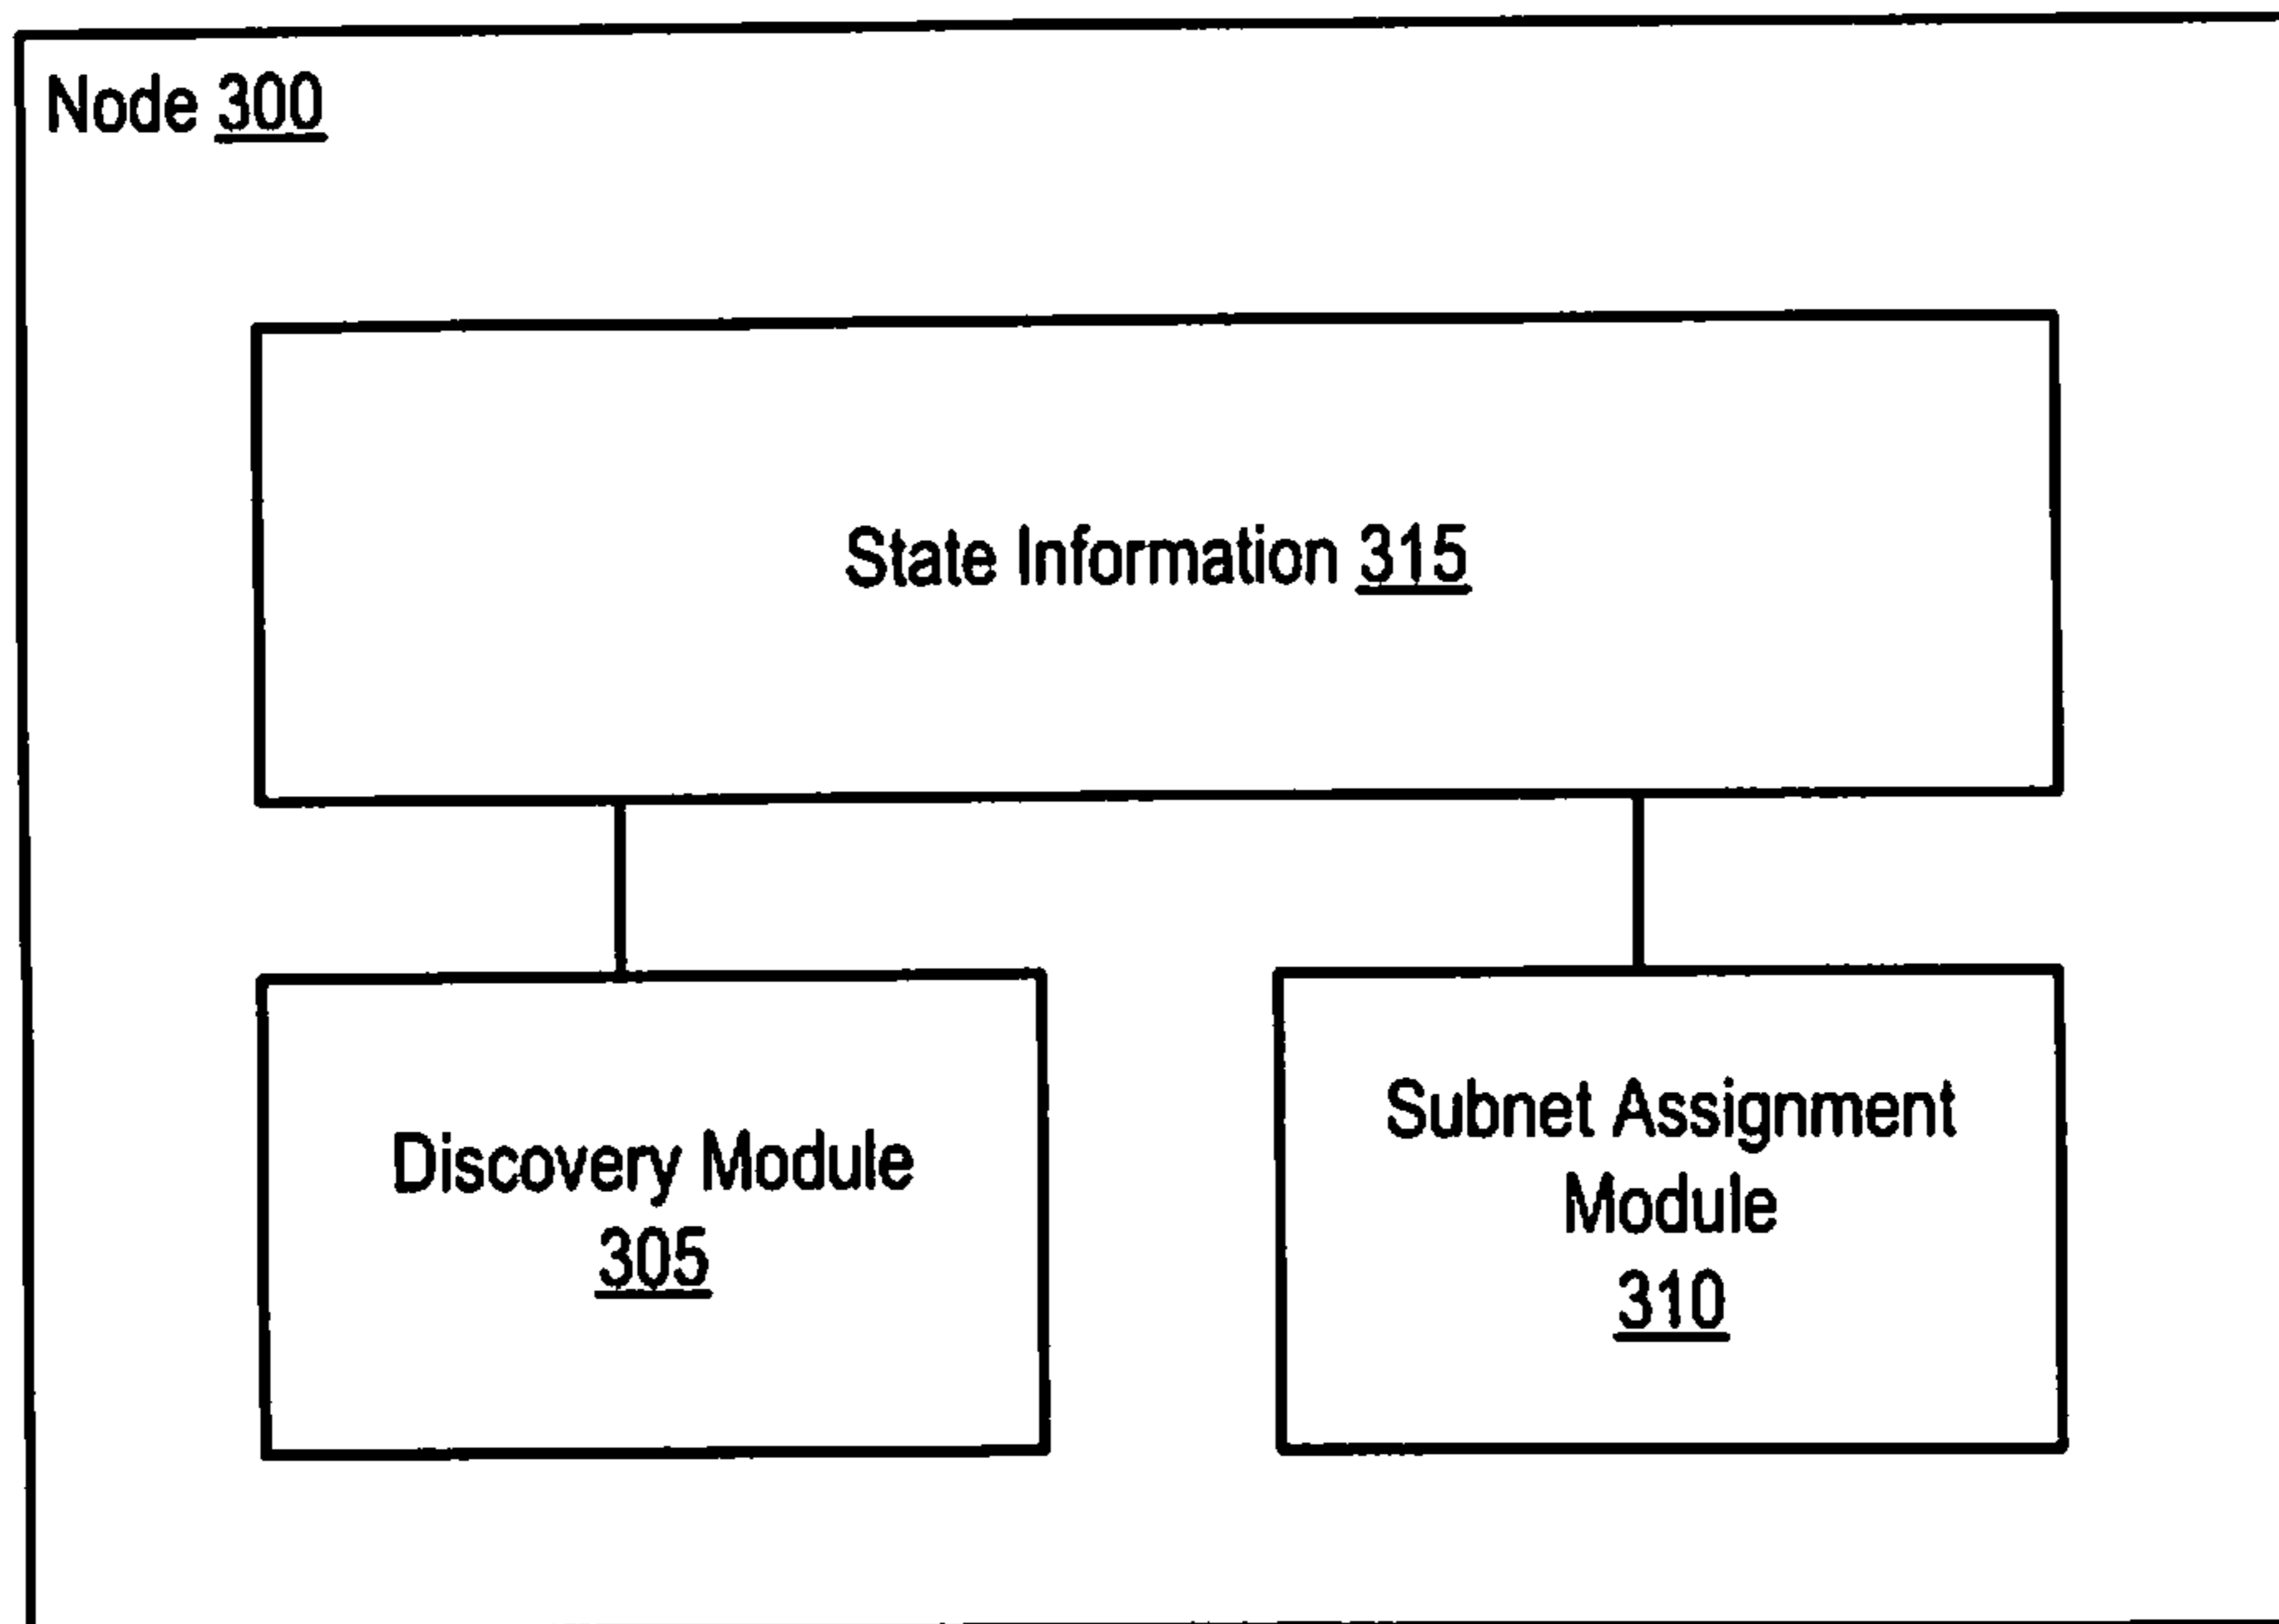 Node 300
State Information 315
Discovery Module
305
Subnet Assignment
Module
310